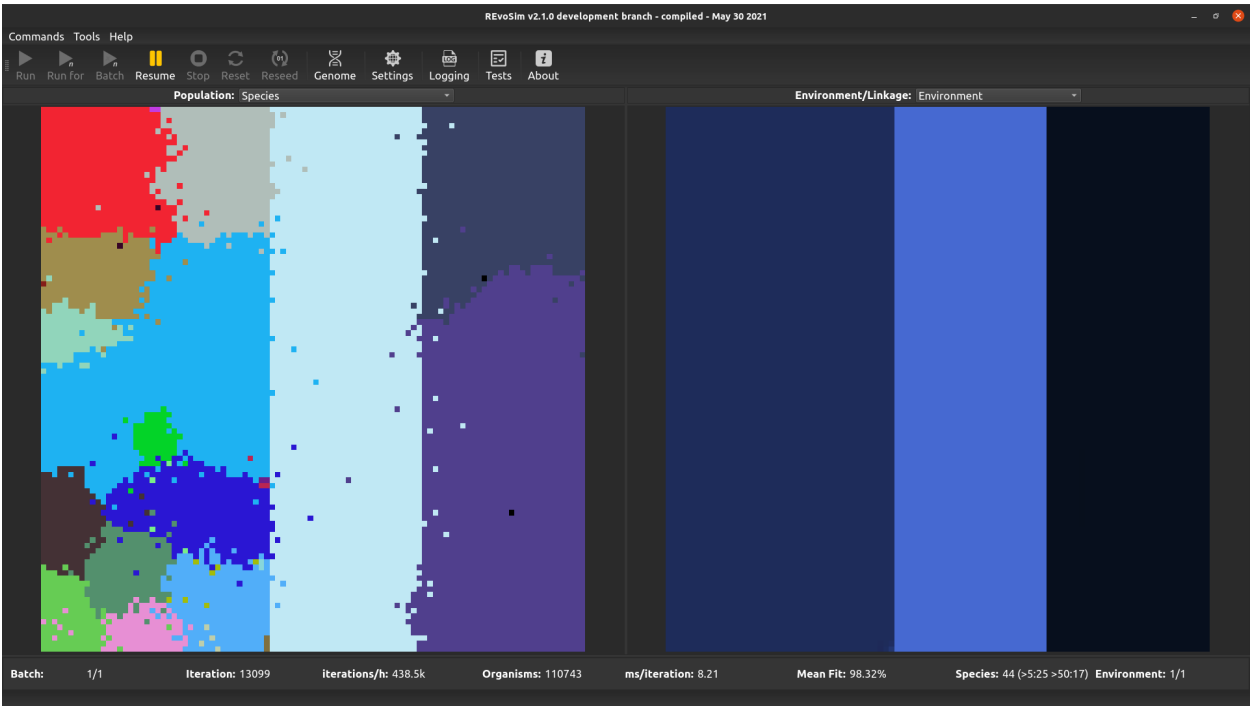 REvoSim v2.1.0 development branch - compiled - May 30 2021
Commands Tools Help
Run Run for Batch Resume Stop Reset Reseed Genome Settings Logging Tests About
Population: Species Environment/Linkage: Environment
Batch: 1/1 Iteration: 13099 iterations/h: 438.5k Organisms: 110743 ms/iteration: 8.21 Mean Fit: 98.32% Species: 44 (>5:25 >50:17) Environment: 1/1